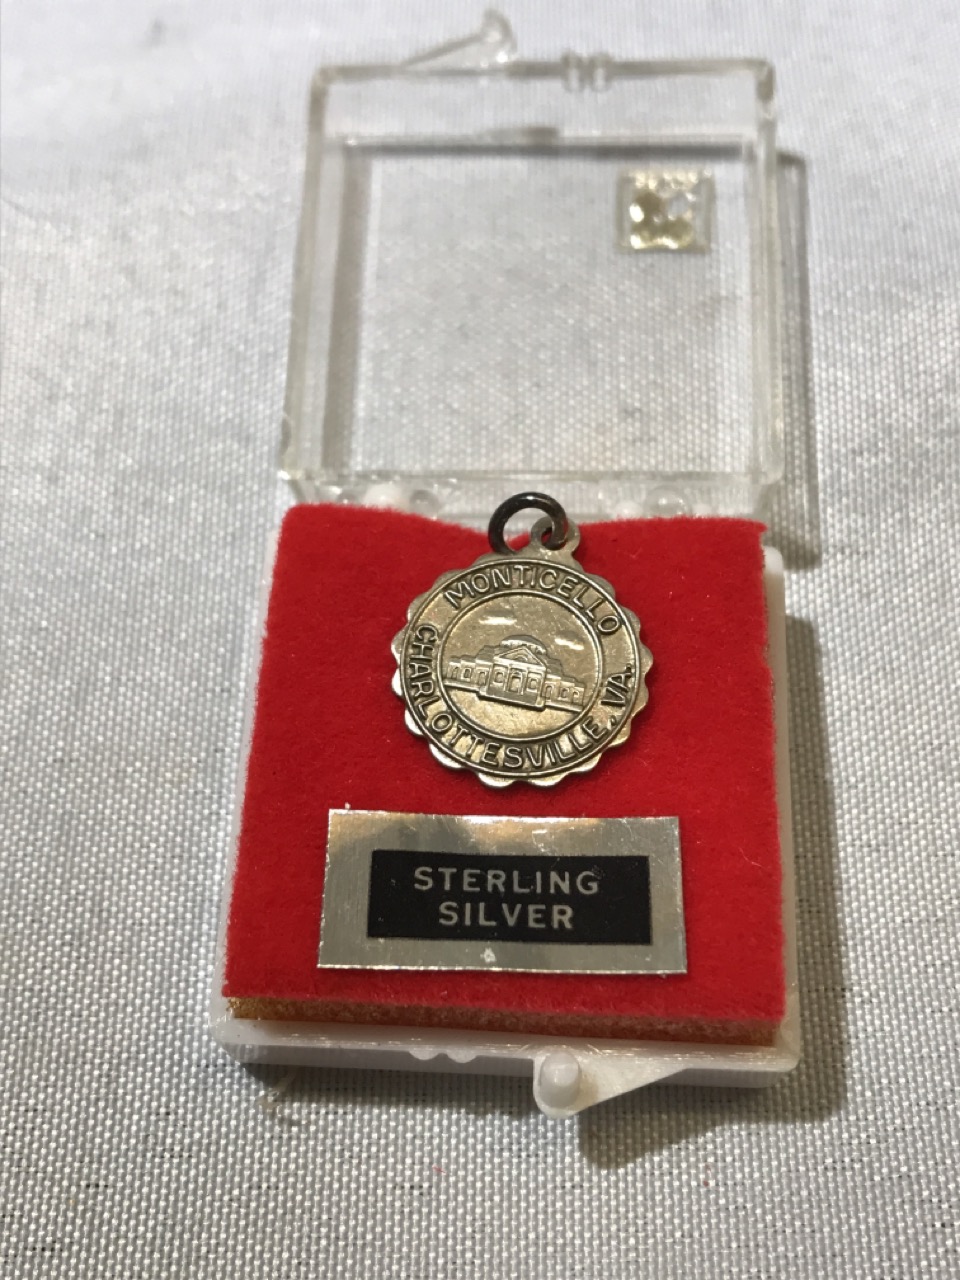 MONTICELLO
CHARLOTTESVILLE, VA.
STERLING
SILVER